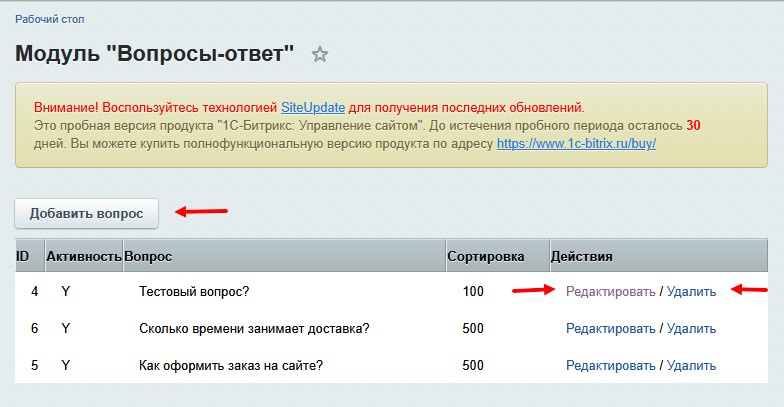 Рабочий стол
Модуль "Вопросы-ответ"
Внимание! Воспользуйтесь технологией SiteUpdate для получения последних обновлений.
Это пробная версия продукта "1С-Битрикс: Управление сайтом". До истечения пробного периода осталось 30
дней. Вы можете купить полнофункциональную версию продукта по адресу https://www.1c-bitrix.ru/buy/
Добавить вопрос
ID Активность Вопрос Сортировка Действия
4 Y Тестовый вопрос? 100 Редактировать / Удалить
6 Y Сколько времени занимает доставка? 500 Редактировать / Удалить
5 Y Как оформить заказ на сайте? 500 Редактировать / Удалить